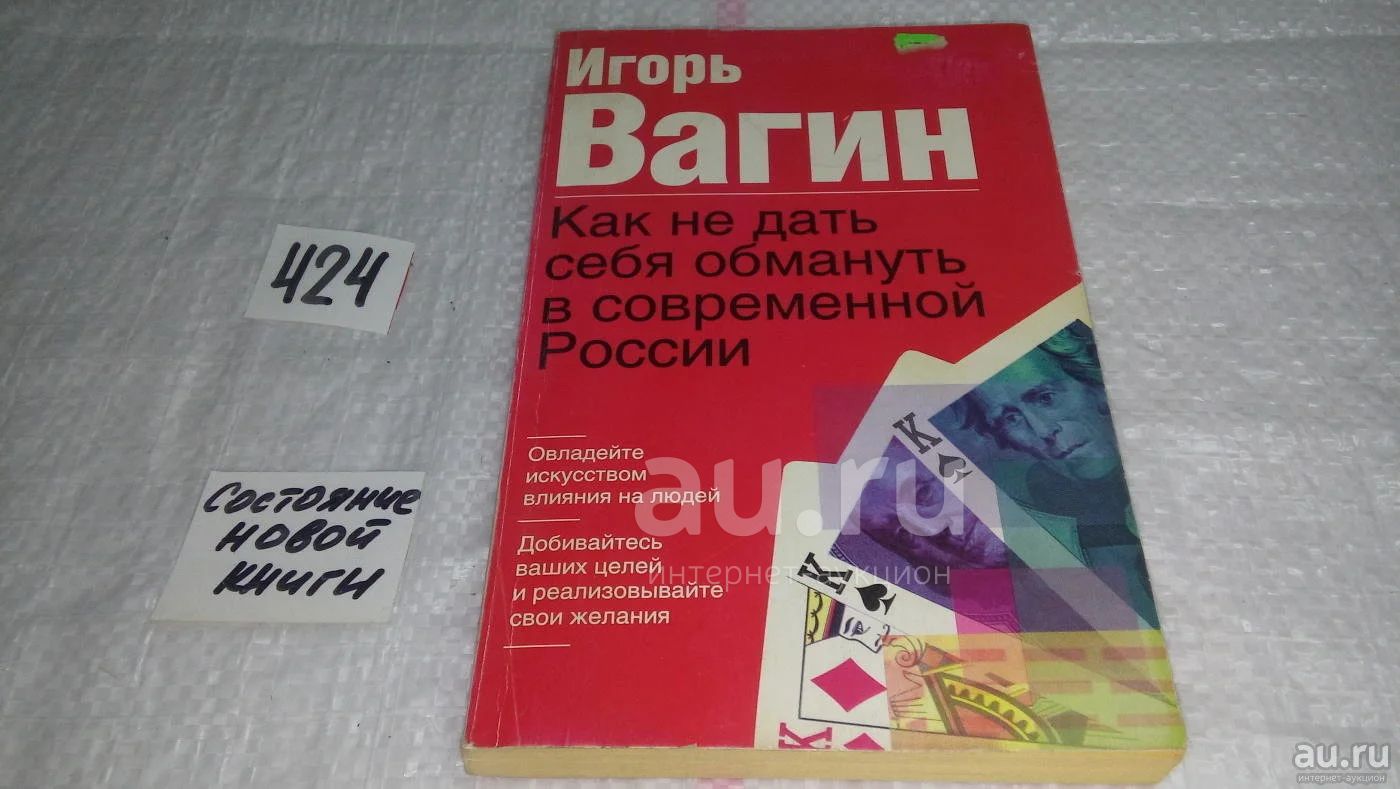 Игорь
Вагин
Как не дать
себя обмануть
в современной
России
424
Овладейте
искусством
влияния на людей
Добивайтесь
ваших целей
и реализовывайте
свои желания
Состояние
новой
книги
K
K
K
au.ru
интернет-аукцион
au.ru
интернет-аукцион